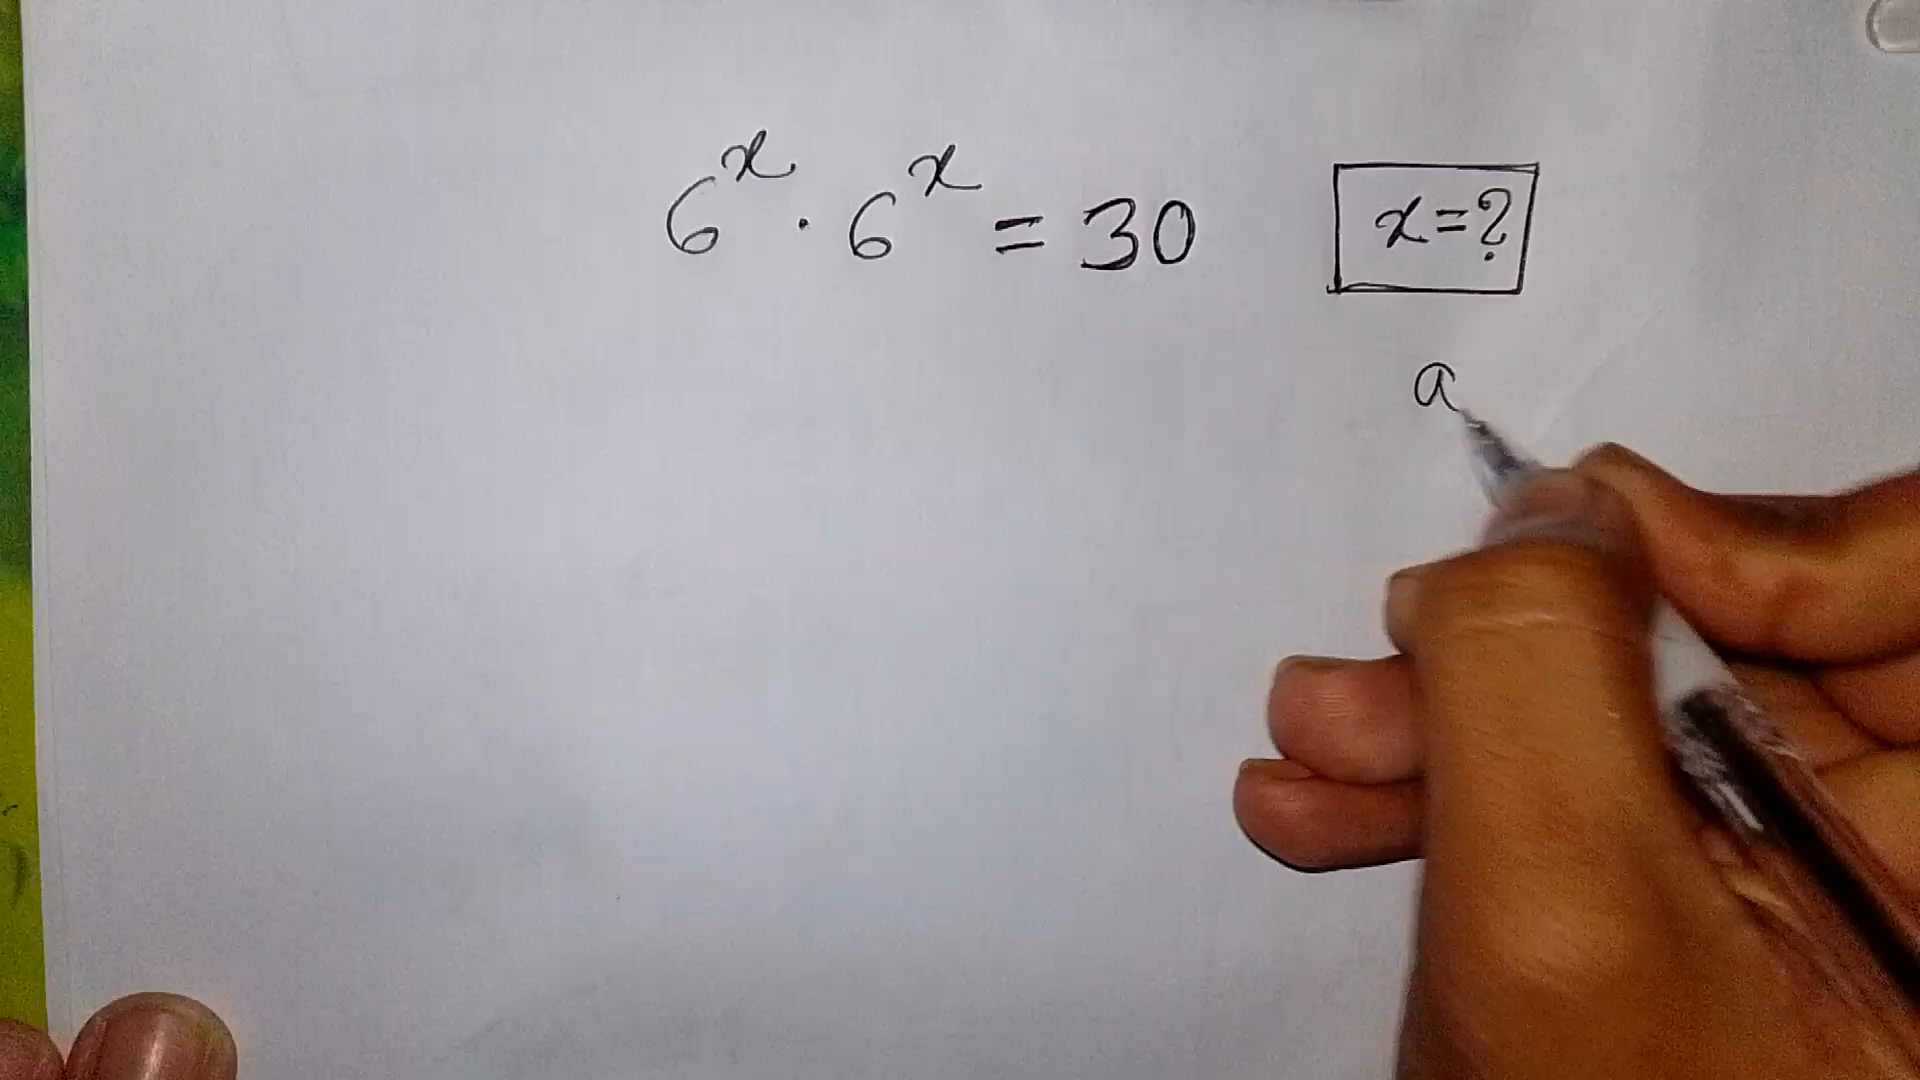 6^x · 6^x = 30
x = ?
a